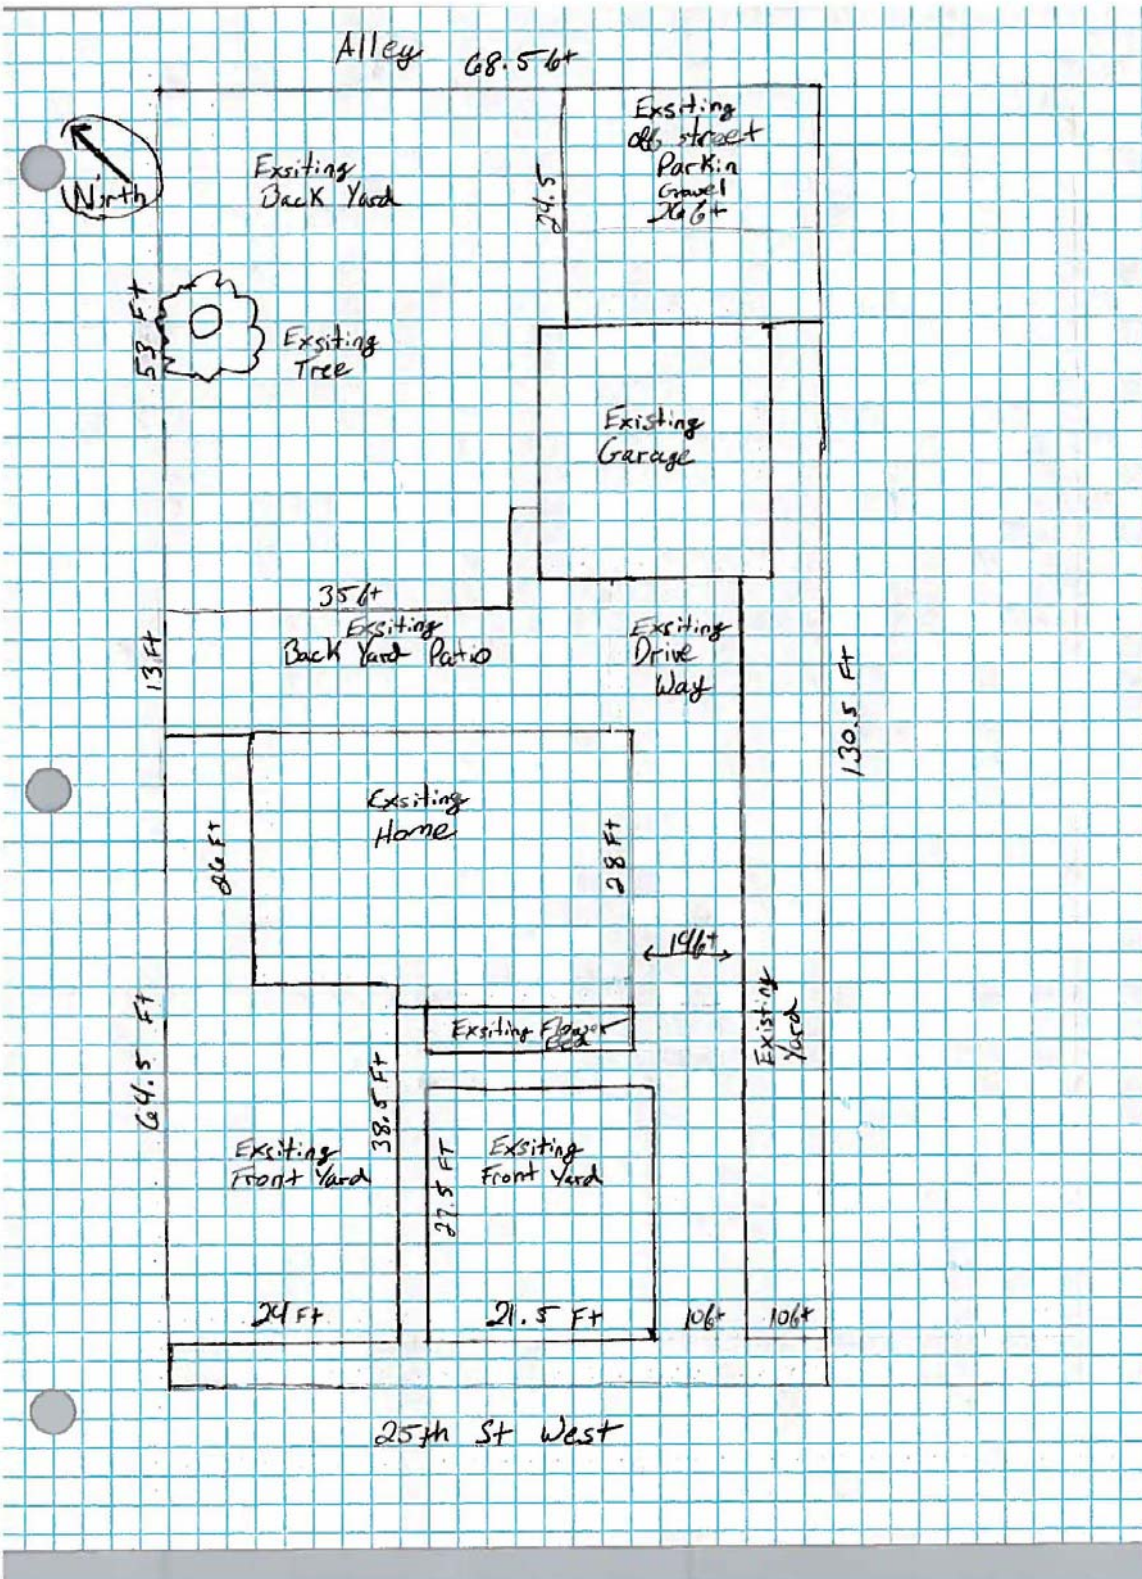 Alley 68.5 ft
North
Exsiting
Back Yard
24.5
Exsiting
off street
Parkin
Gravel
26 ft
53 Ft
Exsiting
Tree
Existing
Garage
35 ft
Exsiting
Back Yard Patio
13 Ft
Exsiting
Drive
Way
130.5 Ft
Exsiting
Home
26 Ft
28 Ft
14 ft
Exsiting Flower
Bed
Existing
Yard
64.5 Ft
38.5 Ft
Exsiting
Front Yard
27.5 FT
Exsiting
Front Yard
24 Ft
21.5 Ft
10 ft
10 ft
25th St West